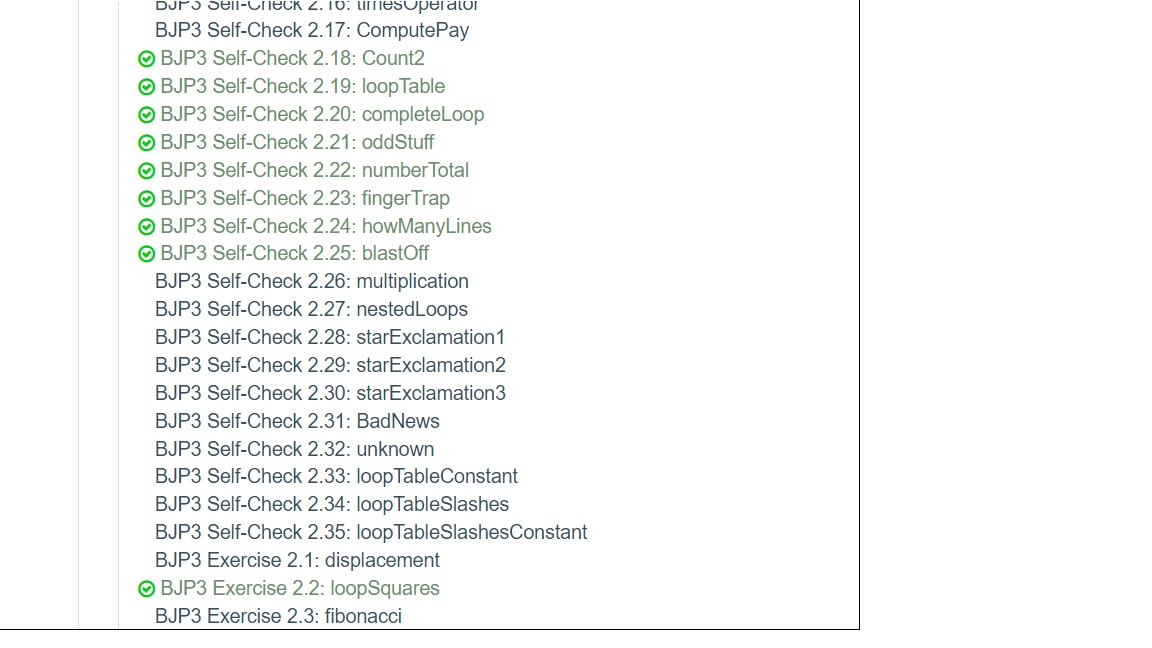 BJP3 Self-Check 2.16: timesOperator
BJP3 Self-Check 2.17: ComputePay
BJP3 Self-Check 2.18: Count2
BJP3 Self-Check 2.19: loopTable
BJP3 Self-Check 2.20: completeLoop
BJP3 Self-Check 2.21: oddStuff
BJP3 Self-Check 2.22: numberTotal
BJP3 Self-Check 2.23: fingerTrap
BJP3 Self-Check 2.24: howManyLines
BJP3 Self-Check 2.25: blastOff
BJP3 Self-Check 2.26: multiplication
BJP3 Self-Check 2.27: nestedLoops
BJP3 Self-Check 2.28: starExclamation1
BJP3 Self-Check 2.29: starExclamation2
BJP3 Self-Check 2.30: starExclamation3
BJP3 Self-Check 2.31: BadNews
BJP3 Self-Check 2.32: unknown
BJP3 Self-Check 2.33: loopTableConstant
BJP3 Self-Check 2.34: loopTableSlashes
BJP3 Self-Check 2.35: loopTableSlashesConstant
BJP3 Exercise 2.1: displacement
BJP3 Exercise 2.2: loopSquares
BJP3 Exercise 2.3: fibonacci